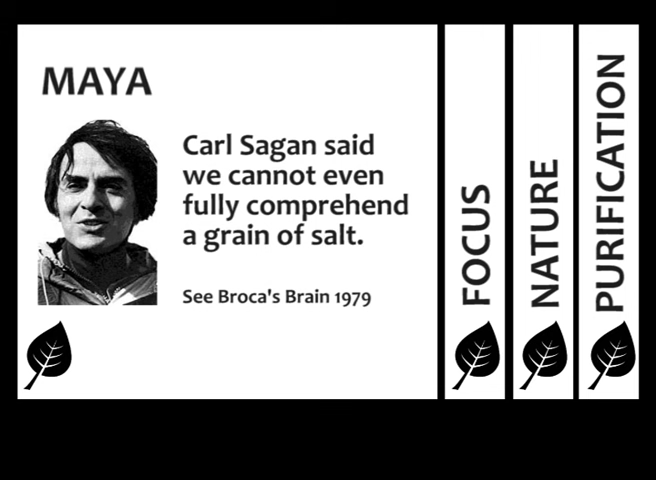 MAYA
Carl Sagan said
we cannot even
fully comprehend
a grain of salt.
See Broca's Brain 1979
FOCUS
NATURE
PURIFICATION